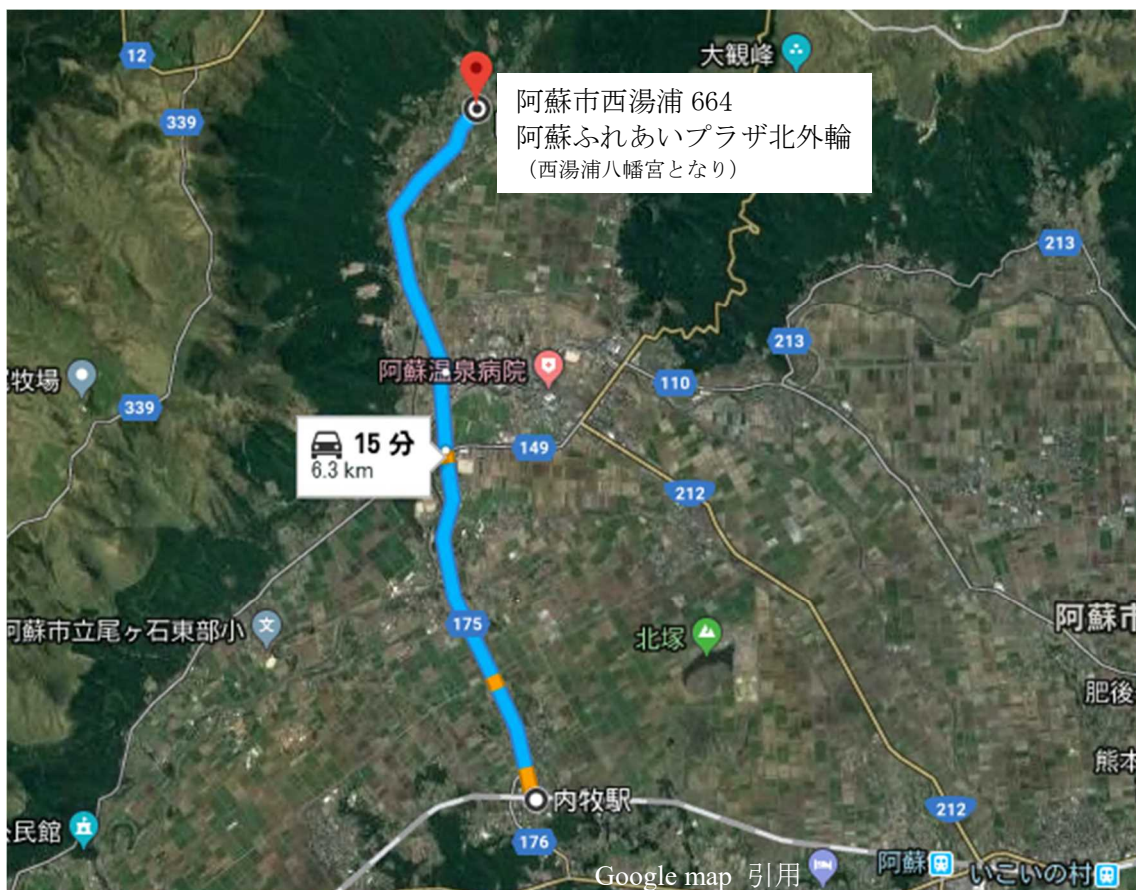 12
大観峰
339
阿蘇市西湯浦 664
阿蘇ふれあいプラザ北外輪
（西湯浦八幡宮となり）
213
213
牧場
阿蘇温泉病院
110
339
15 分
6.3 km
149
212
175
阿蘇市立尾ヶ石東部小
文
北塚
阿蘇市
肥後
熊本
内牧駅
212
民館
176
Google map 引用
阿蘇
いこいの村